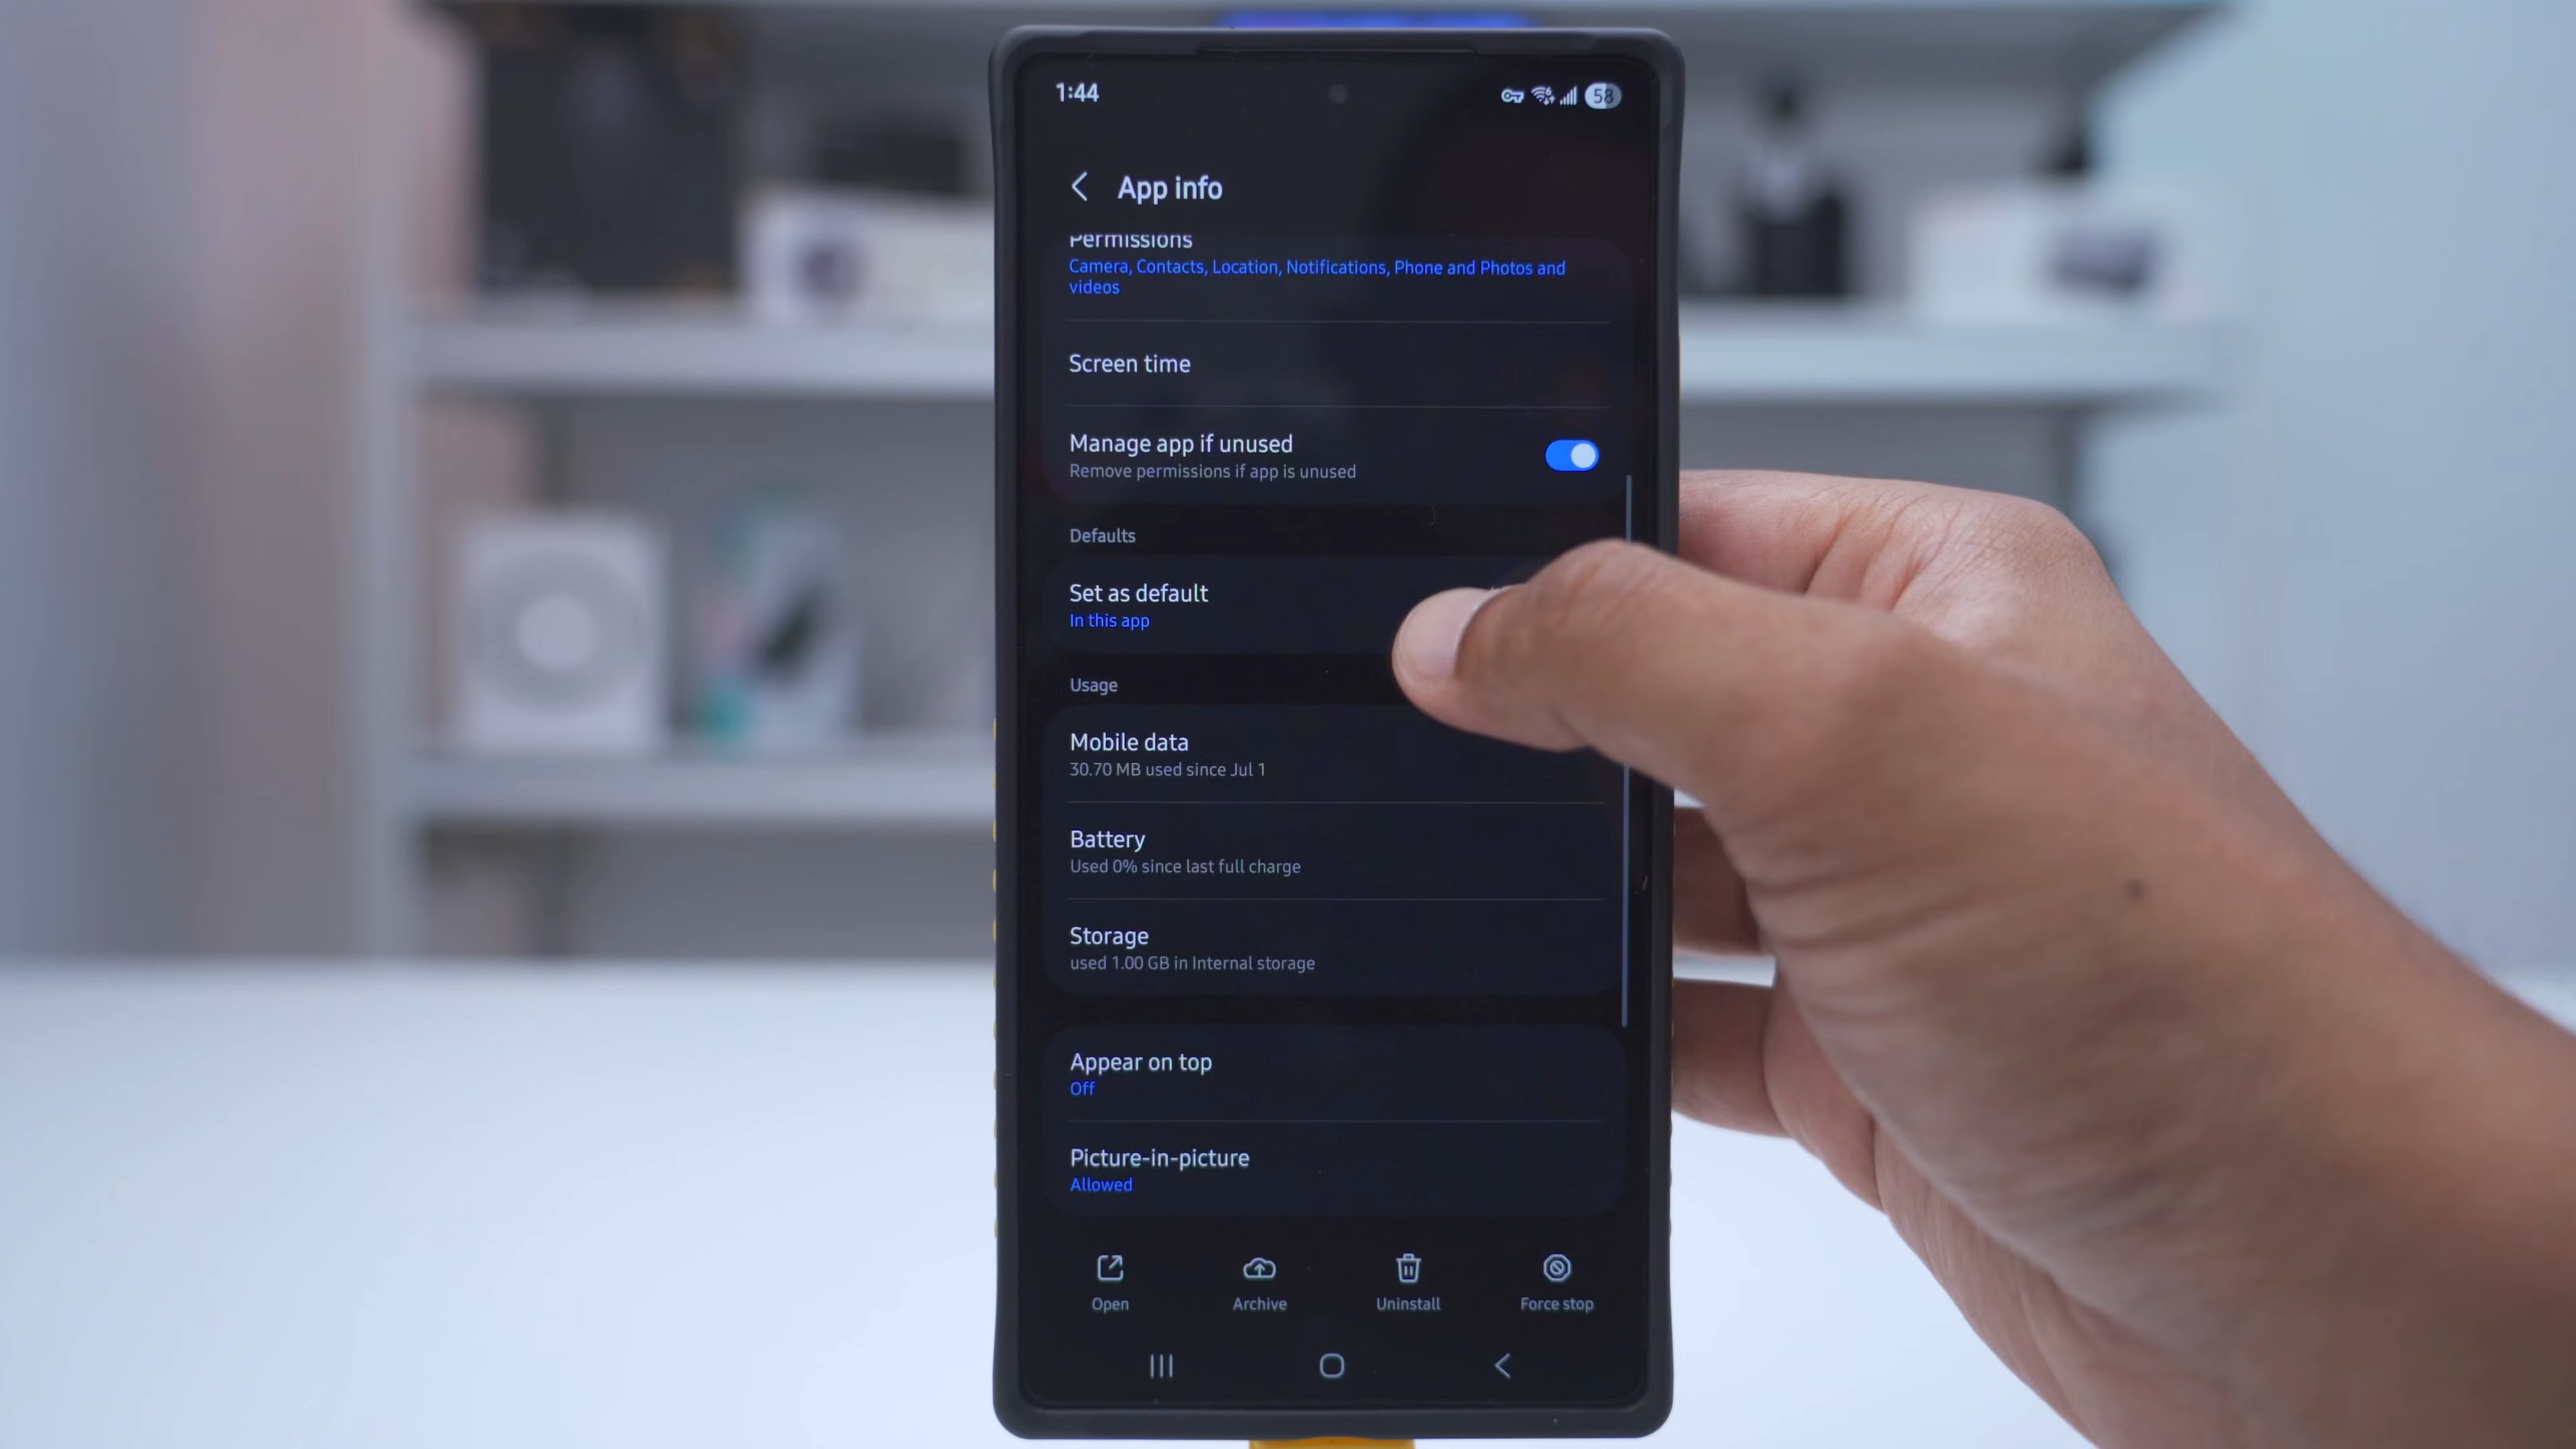 1:44
58
App info
Permissions
Camera, Contacts, Location, Notifications, Phone and Photos and
videos
Screen time
Manage app if unused
Remove permissions if app is unused
Defaults
Set as default
In this app
Usage
Mobile data
30.70 MB used since Jul 1
Battery
Used 0% since last full charge
Storage
used 1.00 GB in Internal storage
Appear on top
Off
Picture-in-picture
Allowed
Open
Archive
Uninstall
Force stop